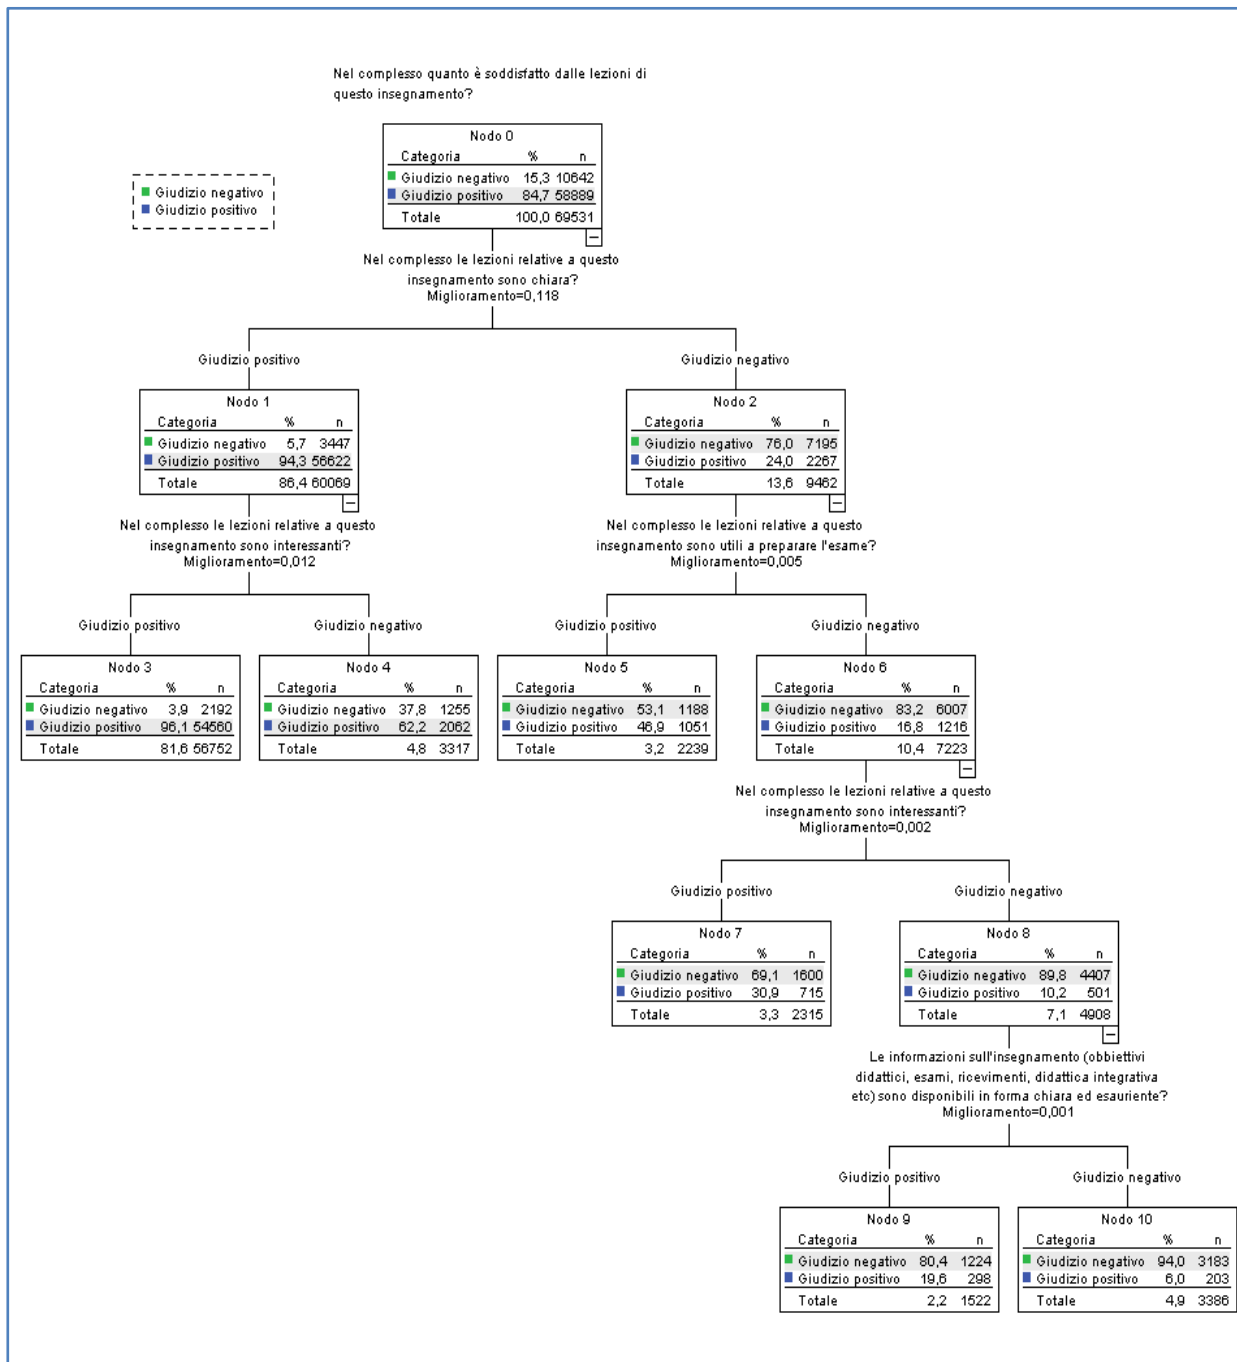 Nel complesso quanto è soddisfatto dalle lezioni di
questo insegnamento?
Nodo 0
Categoria % n
Giudizio negativo 15,3 10642
Giudizio positivo 84,7 58889
Totale 100,0 69531
Giudizio negativo
Giudizio positivo
Nel complesso le lezioni relative a questo
insegnamento sono chiara?
Miglioramento=0,118
Giudizio positivo
Giudizio negativo
Nodo 1
Categoria % n
Giudizio negativo 5,7 3447
Giudizio positivo 94,3 56622
Totale 86,4 60069
Nodo 2
Categoria % n
Giudizio negativo 76,0 7195
Giudizio positivo 24,0 2267
Totale 13,6 9462
Nel complesso le lezioni relative a questo
insegnamento sono interessanti?
Miglioramento=0,012
Nel complesso le lezioni relative a questo
insegnamento sono utili a preparare l'esame?
Miglioramento=0,005
Giudizio positivo
Giudizio negativo
Giudizio positivo
Giudizio negativo
Nodo 3
Categoria % n
Giudizio negativo 3,9 2192
Giudizio positivo 96,1 54560
Totale 81,6 56752
Nodo 4
Categoria % n
Giudizio negativo 37,8 1255
Giudizio positivo 62,2 2062
Totale 4,8 3317
Nodo 5
Categoria % n
Giudizio negativo 53,1 1188
Giudizio positivo 46,9 1051
Totale 3,2 2239
Nodo 6
Categoria % n
Giudizio negativo 83,2 6007
Giudizio positivo 16,8 1216
Totale 10,4 7223
Nel complesso le lezioni relative a questo
insegnamento sono interessanti?
Miglioramento=0,002
Giudizio positivo
Giudizio negativo
Nodo 7
Categoria % n
Giudizio negativo 69,1 1600
Giudizio positivo 30,9 715
Totale 3,3 2315
Nodo 8
Categoria % n
Giudizio negativo 89,8 4407
Giudizio positivo 10,2 501
Totale 7,1 4908
Le informazioni sull'insegnamento (obbiettivi
didattici, esami, ricevimenti, didattica integrativa
etc) sono disponibili in forma chiara ed esauriente?
Miglioramento=0,001
Giudizio positivo
Giudizio negativo
Nodo 9
Categoria % n
Giudizio negativo 80,4 1224
Giudizio positivo 19,6 298
Totale 2,2 1522
Nodo 10
Categoria % n
Giudizio negativo 94,0 3183
Giudizio positivo 6,0 203
Totale 4,9 3386